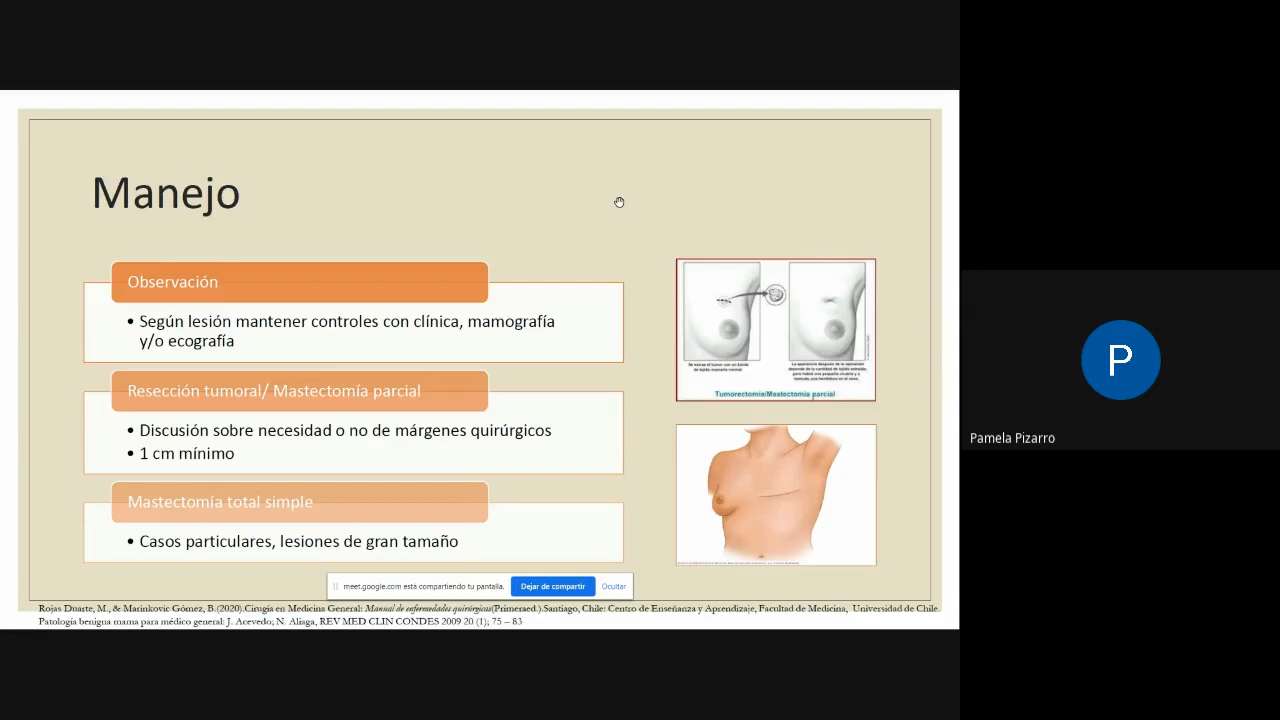 Manejo
Observación
• Según lesión mantener controles con clínica, mamografía
y/o ecografía
Resección tumoral/ Mastectomía parcial
• Discusión sobre necesidad o no de márgenes quirúrgicos
• 1 cm mínimo
Mastectomía total simple
• Casos particulares, lesiones de gran tamaño
Tumorectomía/Mastectomía parcial
meet.google.com está compartiendo tu pantalla.
Dejar de compartir
Ocultar
Rojas Duarte, M., & Marinkovic Gómez, B.(2020).Cirugía en Medicina General: Manual de enfermedades quirúrgicas(Primeraed.).Santiago, Chile: Centro de Enseñanza y Aprendizaje, Facultad de Medicina, Universidad de Chile.
Patología benigna mama para médico general: J. Acevedo; N. Aliaga, REV MED CLIN CONDES 2009 20 (1); 75 – 83
P
Pamela Pizarro